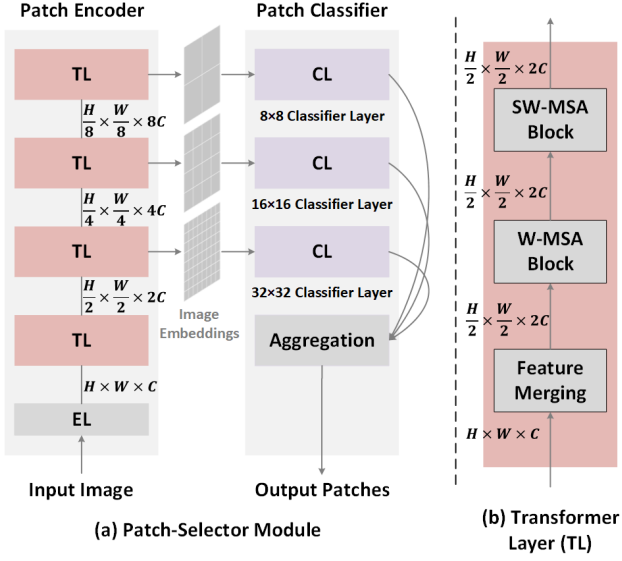 Patch Encoder
Patch Classifier
TL
CL
8×8 Classifier Layer
H/8 × W/8 × 8C
TL
CL
16×16 Classifier Layer
H/4 × W/4 × 4C
TL
CL
32×32 Classifier Layer
H/2 × W/2 × 2C
Image
Embeddings
TL
Aggregation
H × W × C
EL
Input Image
Output Patches
(a) Patch-Selector Module
H/2 × W/2 × 2C
SW-MSA
Block
H/2 × W/2 × 2C
W-MSA
Block
H/2 × W/2 × 2C
Feature
Merging
H × W × C
(b) Transformer
Layer (TL)